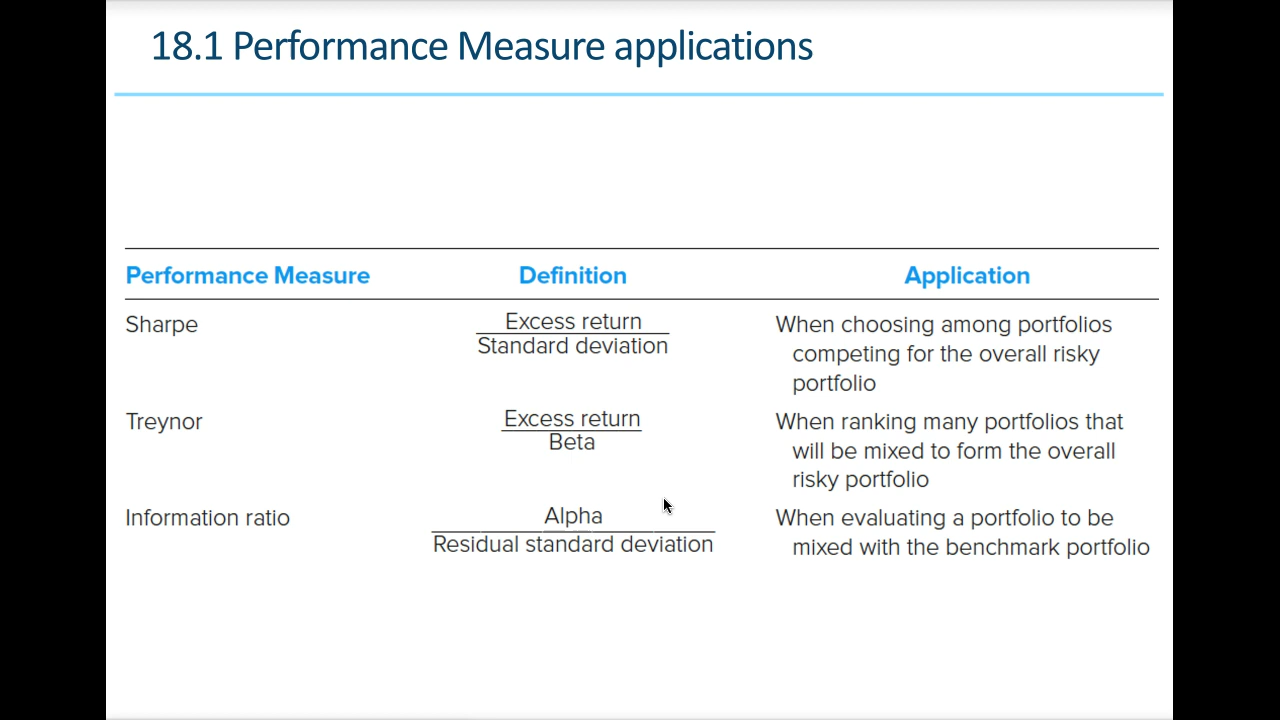 18.1 Performance Measure applications
Performance Measure Definition Application
Sharpe
Excess return
Standard deviation
When choosing among portfolios
competing for the overall risky
portfolio
Treynor
Excess return
Beta
When ranking many portfolios that
will be mixed to form the overall
risky portfolio
Information ratio
Alpha
Residual standard deviation
When evaluating a portfolio to be
mixed with the benchmark portfolio